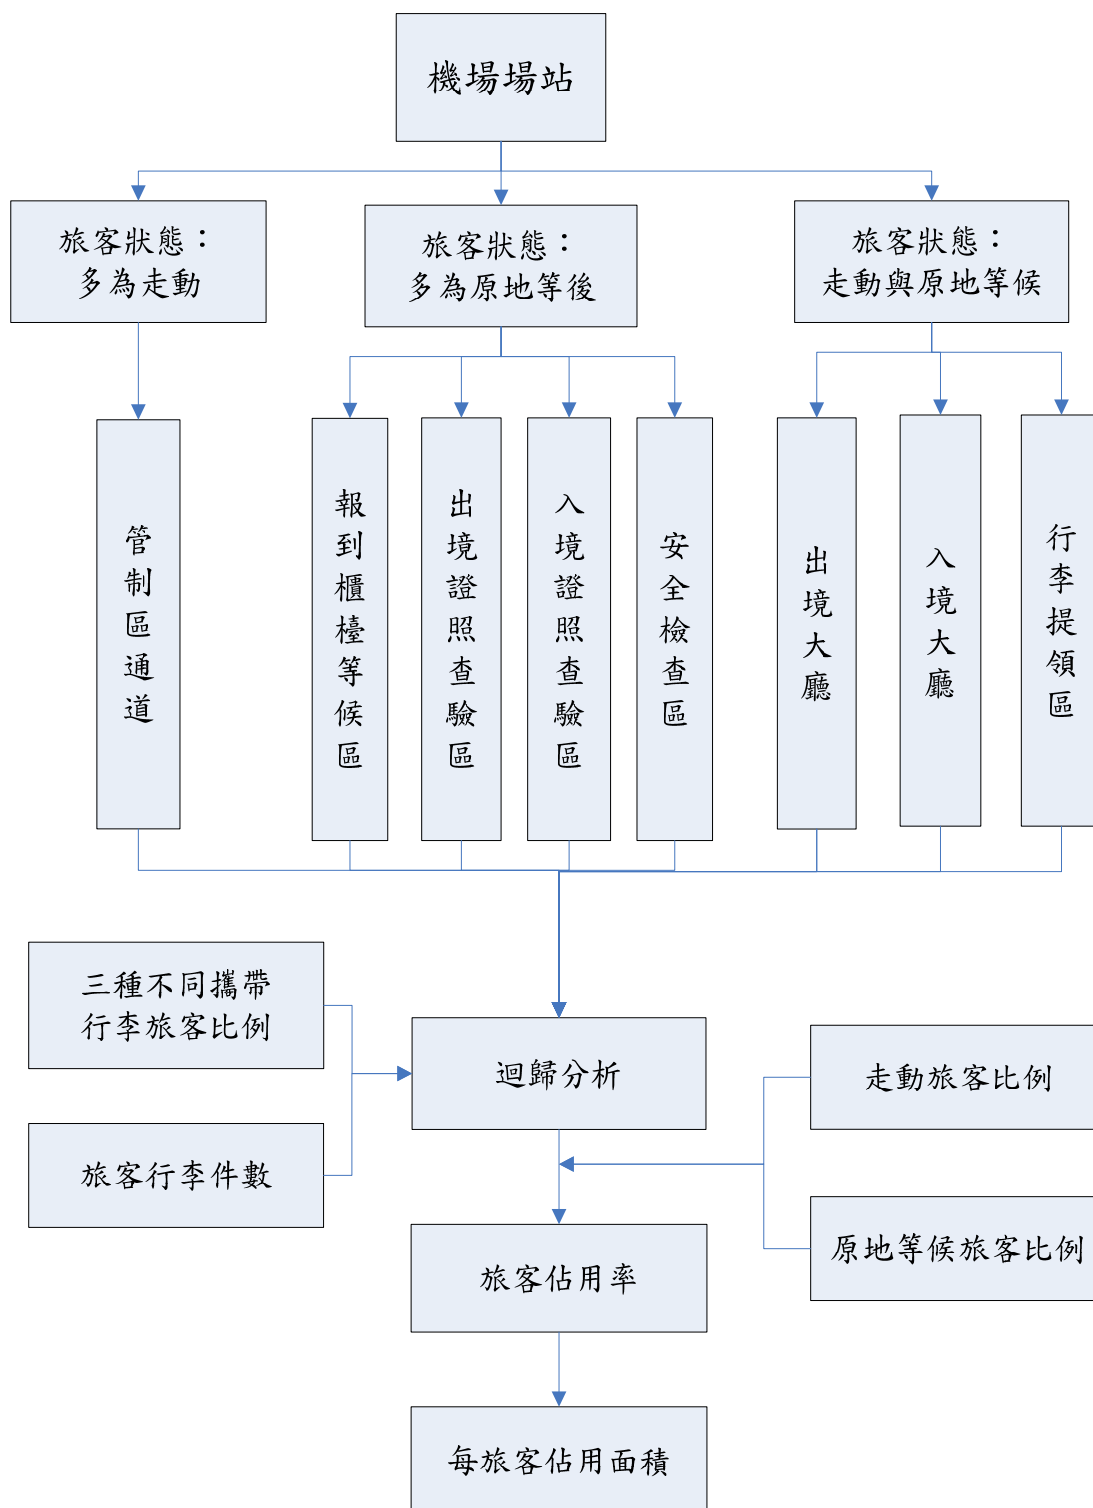 機場場站
旅客狀態：
多為走動
旅客狀態：
多為原地等後
旅客狀態：
走動與原地等候
管制區通道
報到櫃檯等候區
出境證照查驗區
入境證照查驗區
安全檢查區
出境大廳
入境大廳
行李提領區
三種不同攜帶
行李旅客比例
旅客行李件數
迴歸分析
走動旅客比例
原地等候旅客比例
旅客佔用率
每旅客佔用面積